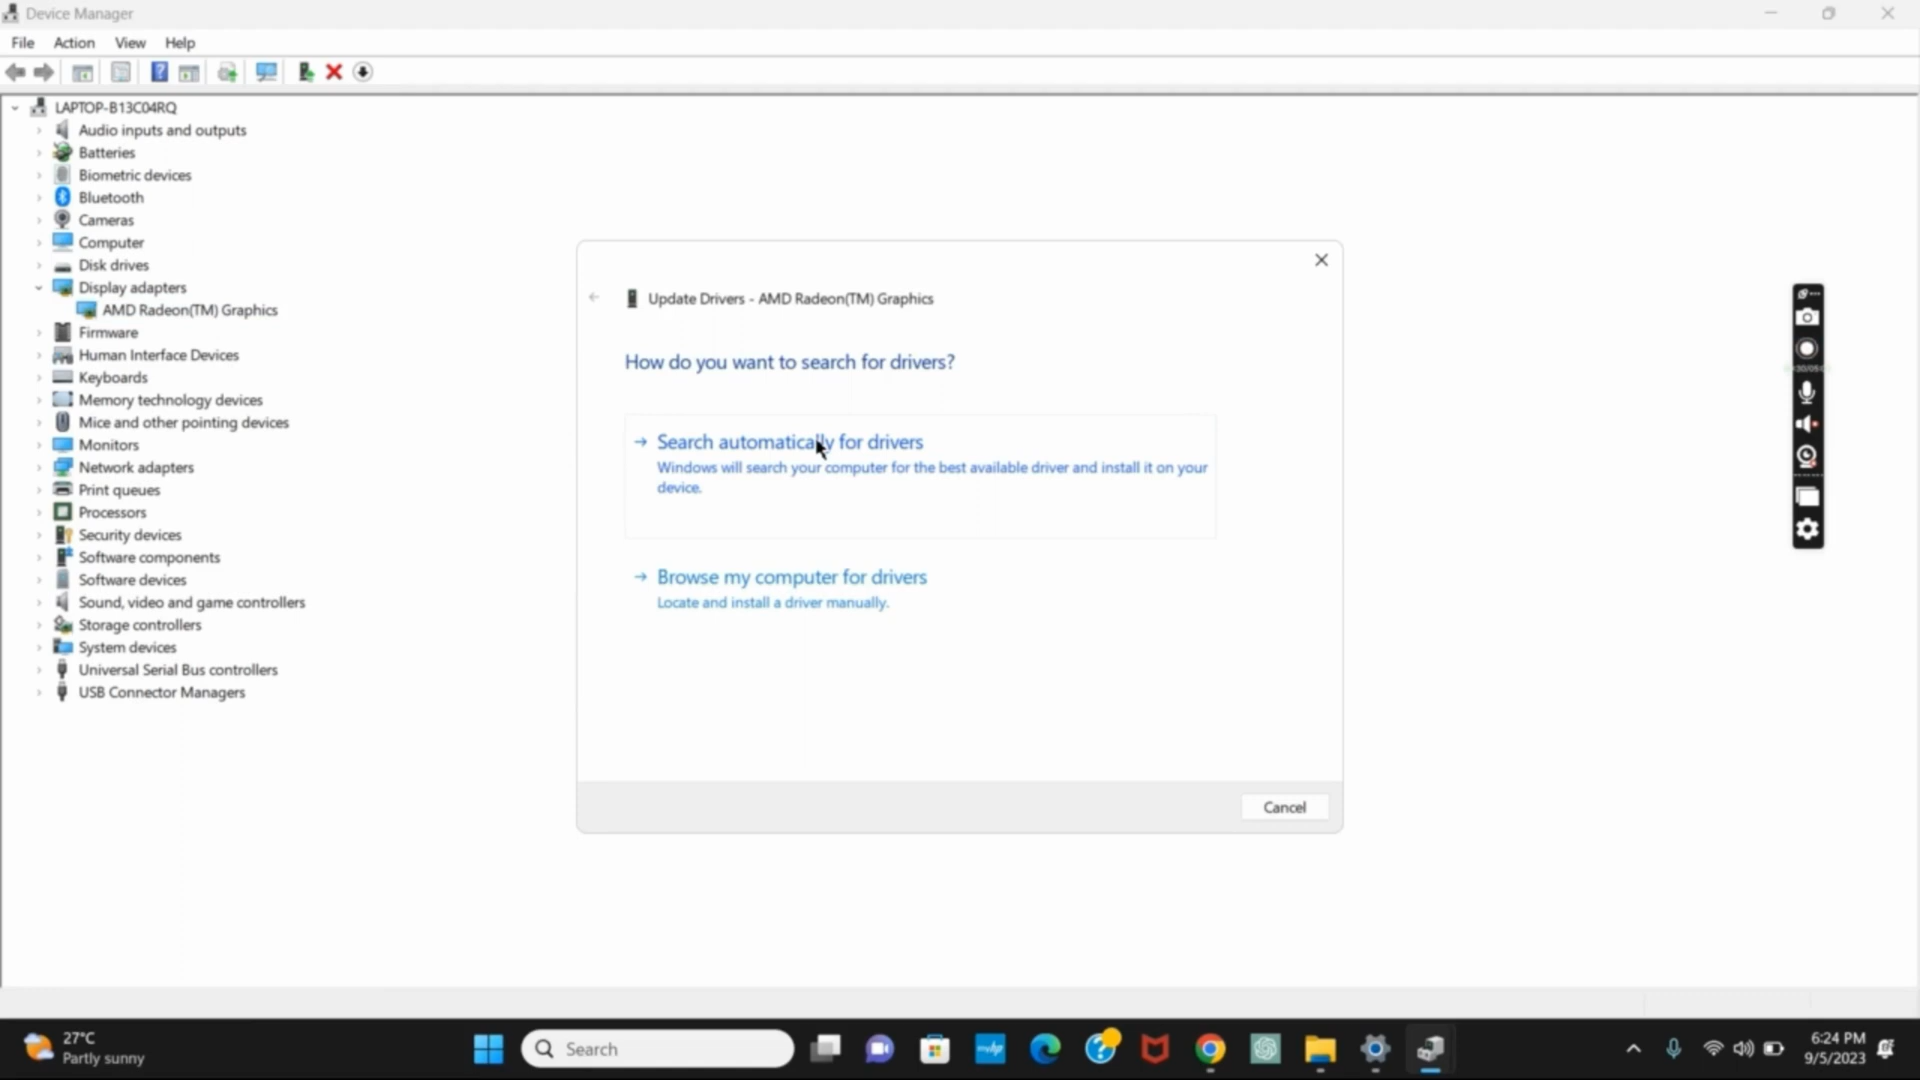 Device Manager
File Action View Help
LAPTOP-B13C04RQ
Audio inputs and outputs
Batteries
Biometric devices
Bluetooth
Cameras
Computer
Disk drives
Display adapters
AMD Radeon(TM) Graphics
Firmware
Human Interface Devices
Keyboards
Memory technology devices
Mice and other pointing devices
Monitors
Network adapters
Print queues
Processors
Security devices
Software components
Software devices
Sound, video and game controllers
Storage controllers
System devices
Universal Serial Bus controllers
USB Connector Managers
Update Drivers - AMD Radeon(TM) Graphics
How do you want to search for drivers?
Search automatically for drivers
Windows will search your computer for the best available driver and install it on your
device.
Browse my computer for drivers
Locate and install a driver manually.
Cancel
27°C
Partly sunny
Search
myhp
6:24 PM
9/5/2023